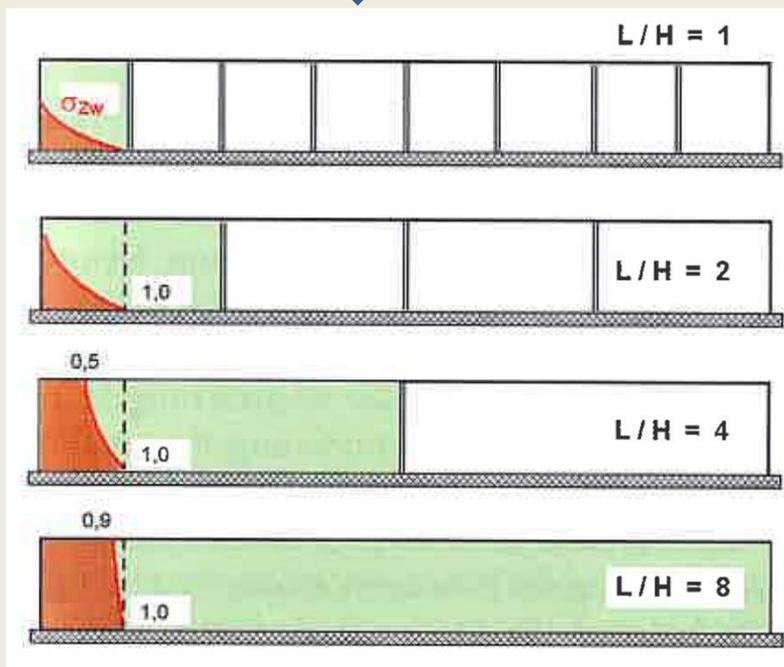 L / H = 1
σZw
L / H = 2
1,0
0,5
L / H = 4
1,0
0,9
L / H = 8
1,0